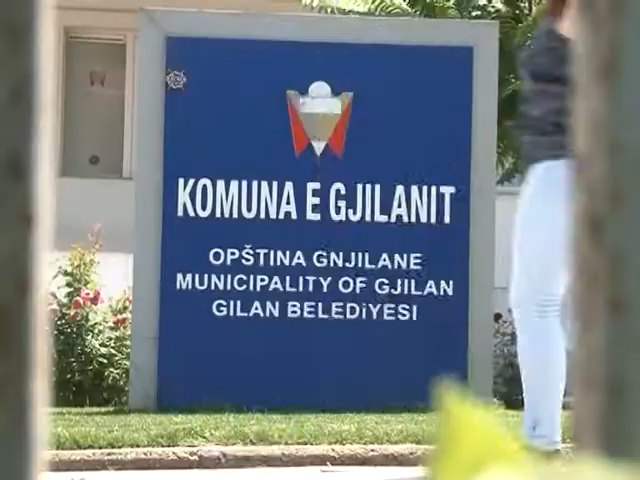 KOMUNA E GJILANIT
OPŠTINA GNJILANE
MUNICIPALITY OF GJILAN
GILAN BELEDİYESI